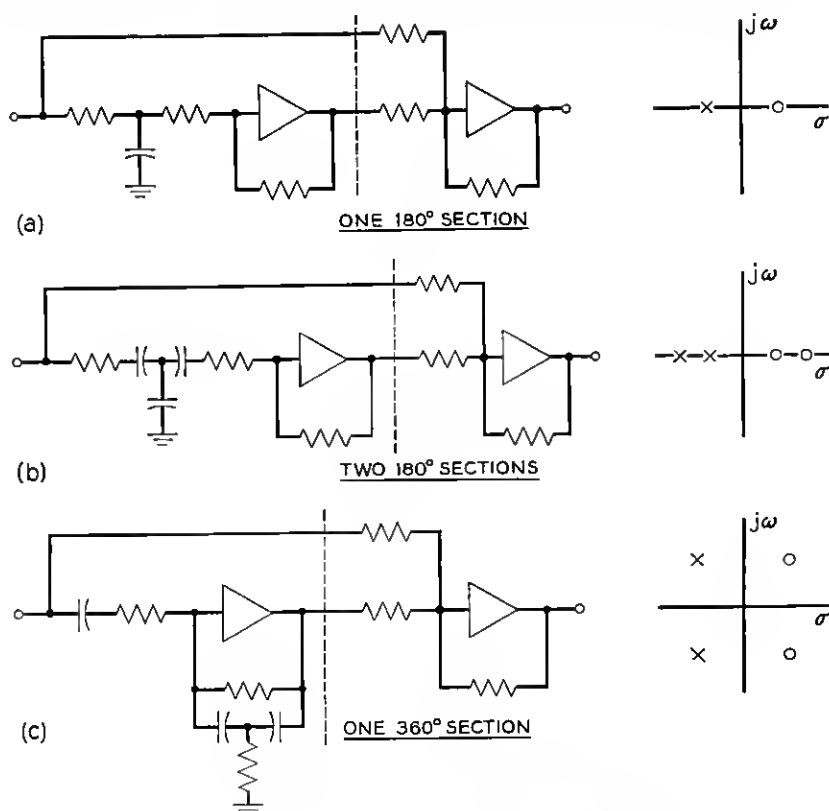 jω
σ
(a)
ONE 180° SECTION
jω
σ
(b)
TWO 180° SECTIONS
jω
σ
(c)
ONE 360° SECTION